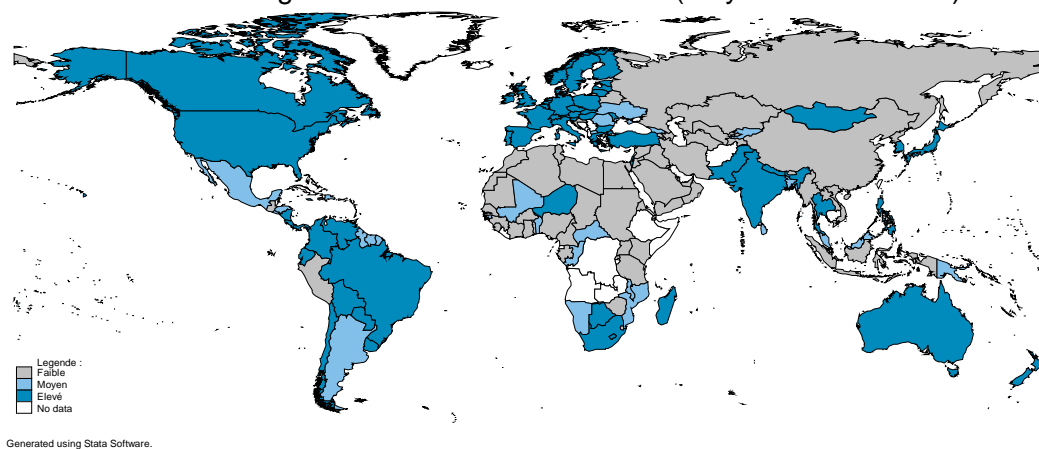 Legende :
Faible
Moyen
Elevé
No data
Generated using Stata Software.